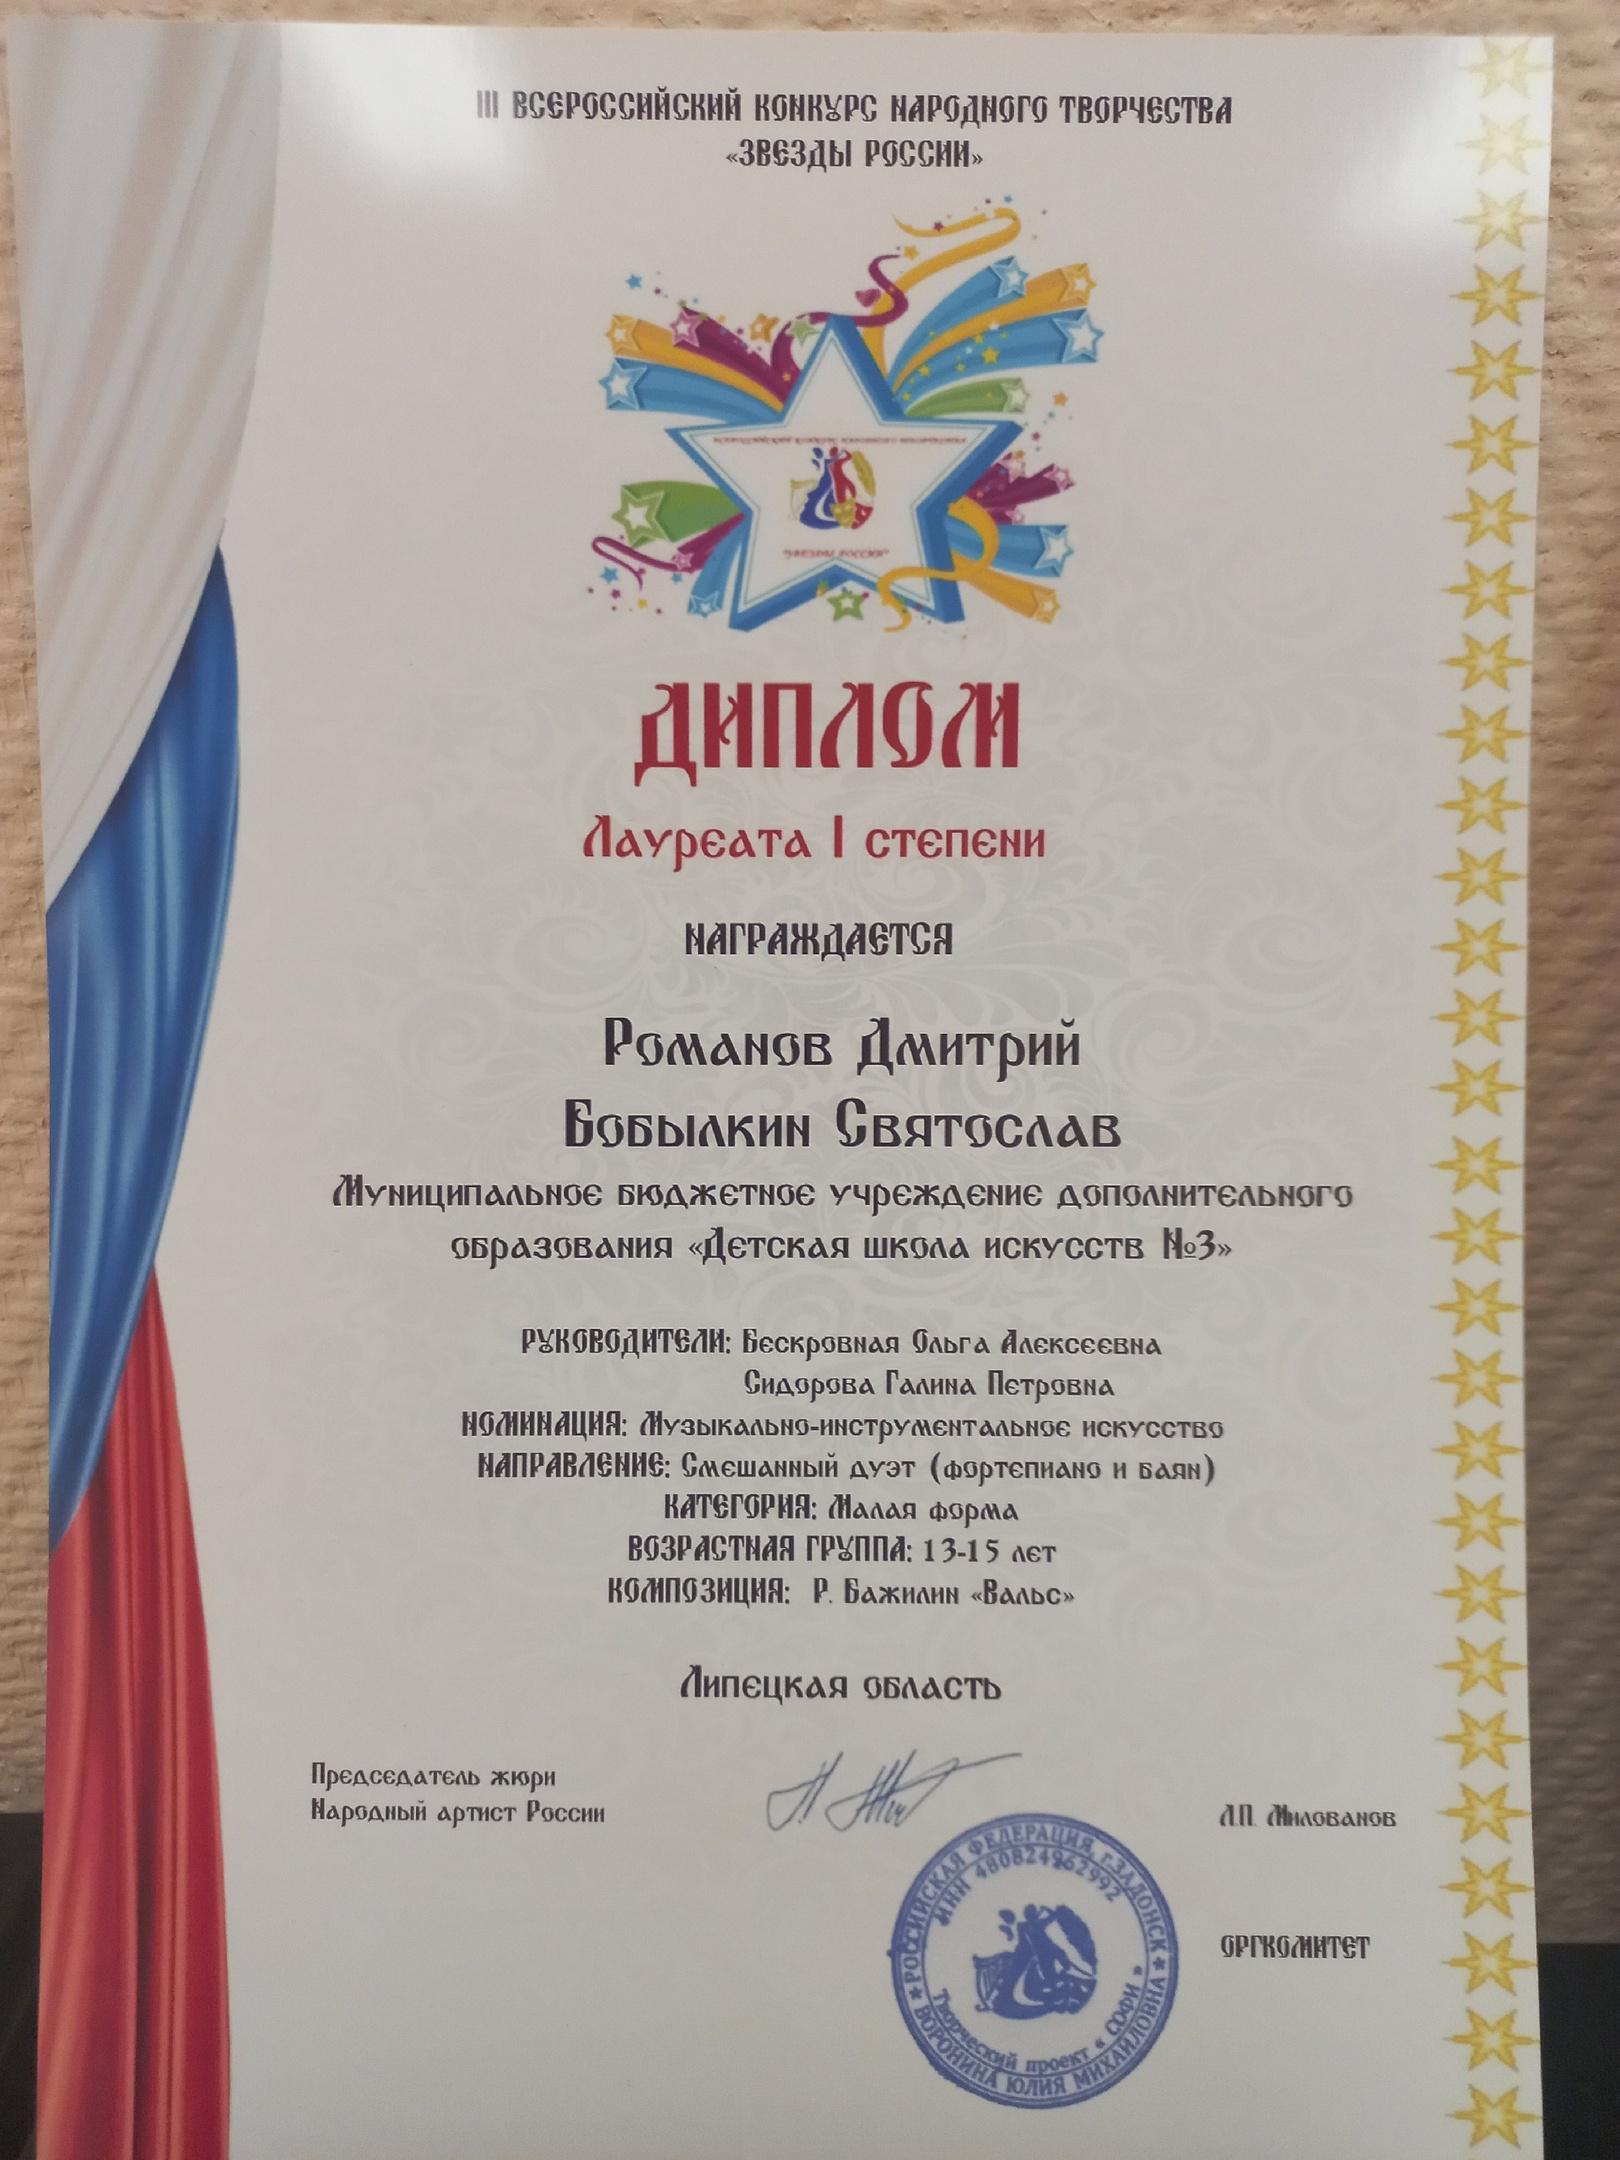 III ВСЕРОССИЙСКИЙ КОНКУРС НАРОДНОГО ТВОРЧЕСТВА
«ЗВЕЗДЫ РОССИИ»
"ЗВЕЗДЫ РОССИИ"
ДИПЛОМ
Лауреата I степени
НАГРАЖДАЕТСЯ
Романов Дмитрий
Бобылкин Святослав
Муниципальное бюджетное учреждение дополнительного
образования «Детская школа искусств №3»
РУКОВОДИТЕЛИ: Бескровная Ольга Алексеевна
Сидорова Галина Петровна
НОМИНАЦИЯ: Музыкально-инструментальное искусство
НАПРАВЛЕНИЕ: Смешанный дуэт (фортепиано и баян)
КАТЕГОРИЯ: Малая форма
ВОЗРАСТНАЯ ГРУППА: 13-15 лет
КОМПОЗИЦИЯ: Р. Бажилин «Вальс»
Липецкая область
Председатель жюри
Народный артист России
Л.П. Милованов
РОССИЙСКАЯ ФЕДЕРАЦИЯ, г.ЗАДОНСК
ИНН 480824962992
Творческий проект « СОФИ »
ВОРОНИНА ЮЛИЯ МИХАЙЛОВНА
ОРГКОМИТЕТ